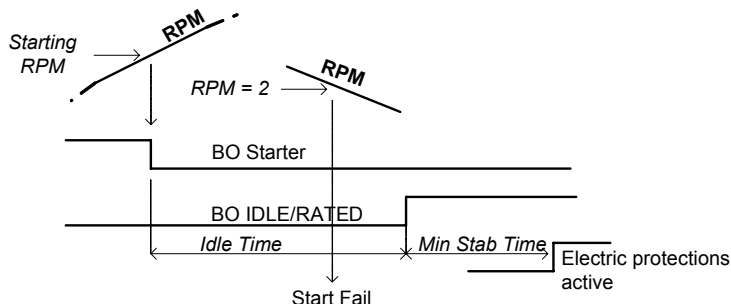 Starting
RPM
RPM
RPM
RPM = 2
BO Starter
BO IDLE/RATED
Idle Time
Min Stab Time
Electric protections
active
Start Fail